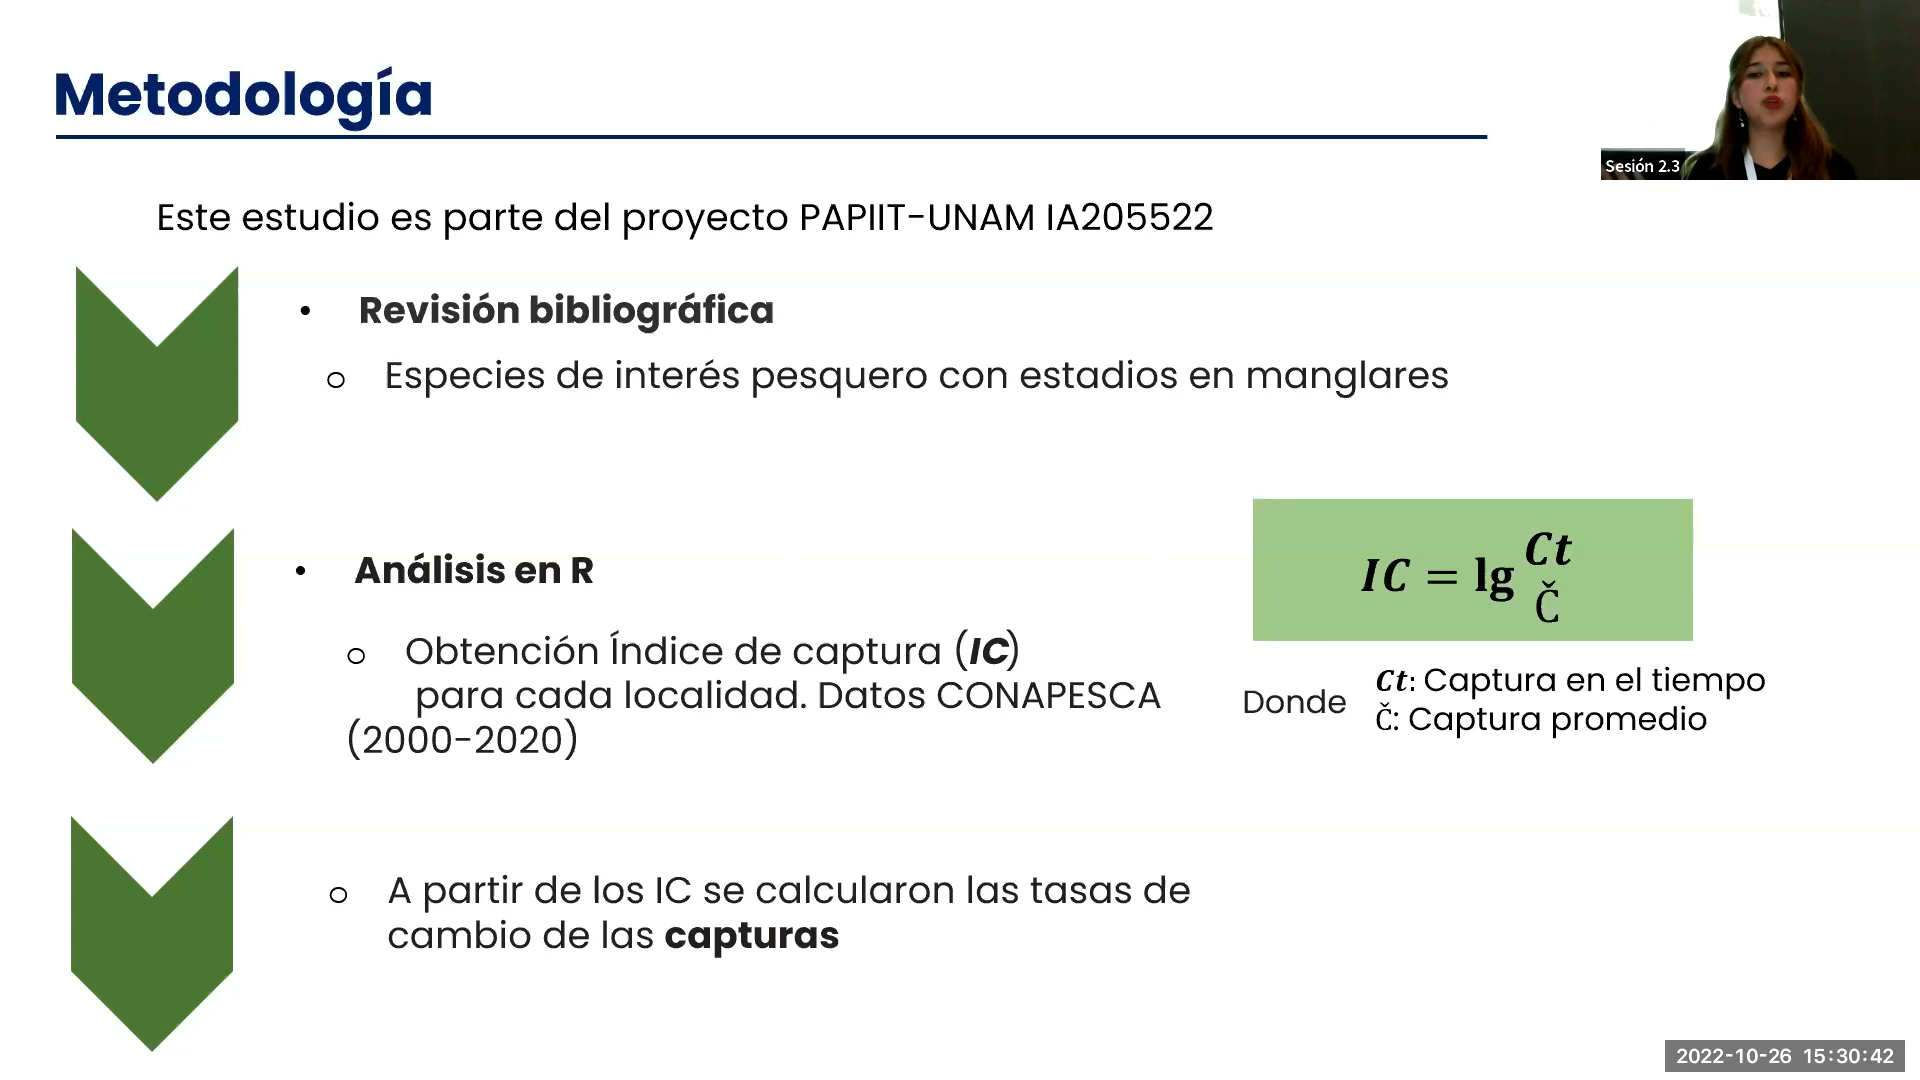 Metodología
Sesión 2.3
Este estudio es parte del proyecto PAPIIT-UNAM IA205522
• Revisión bibliográfica
o Especies de interés pesquero con estadios en manglares
• Análisis en R
o Obtención Índice de captura (IC)
para cada localidad. Datos CONAPESCA
(2000-2020)
IC = lg Ct
Č
Donde
Ct: Captura en el tiempo
Č: Captura promedio
o A partir de los IC se calcularon las tasas de
cambio de las capturas
2022-10-26 15:30:42